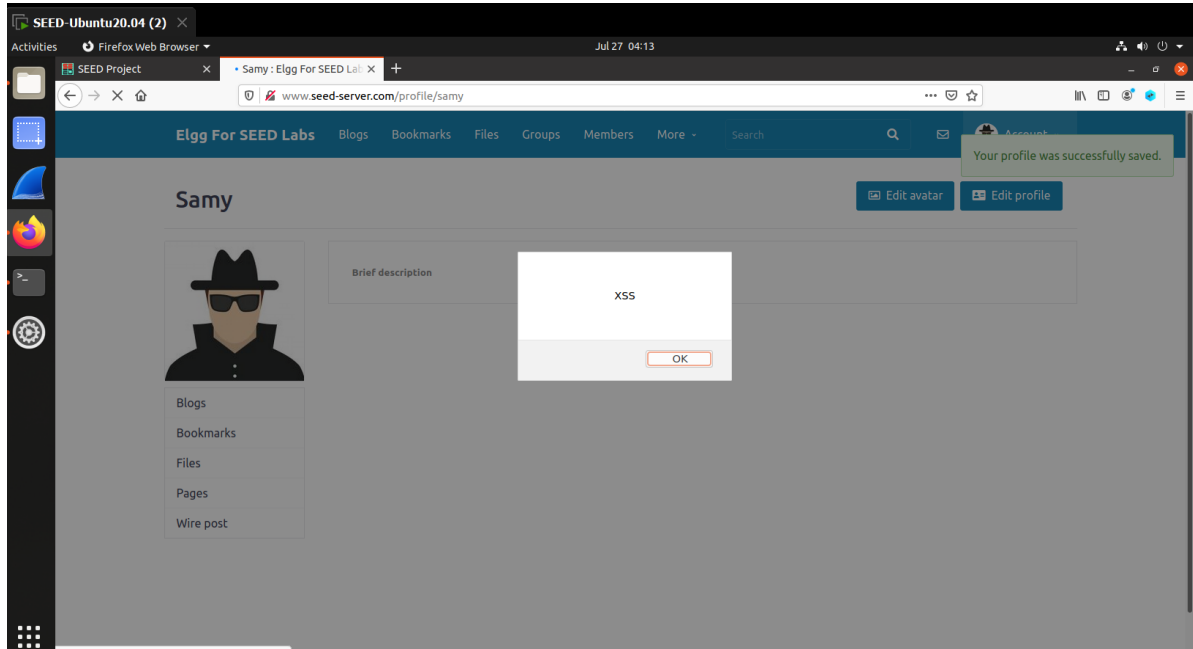 SEED-Ubuntu20.04 (2)
Activities Firefox Web Browser Jul 27 04:13
SEED Project Samy : Elgg For SEED Lab
www.seed-server.com/profile/samy
Elgg For SEED Labs Blogs Bookmarks Files Groups Members More Search Account
Your profile was successfully saved.
Samy Edit avatar Edit profile
Brief description
XSS
OK
Blogs
Bookmarks
Files
Pages
Wire post